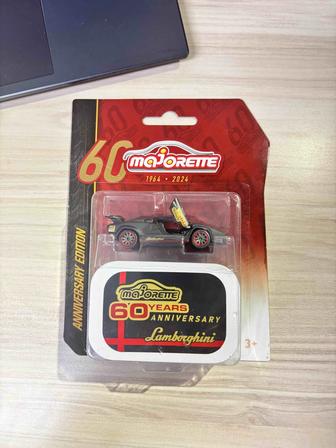 60
majorette
1964 • 2024
ANNIVERSARY EDITION
majorette
60 YEARS
ANNIVERSARY
Lamborghini
3+